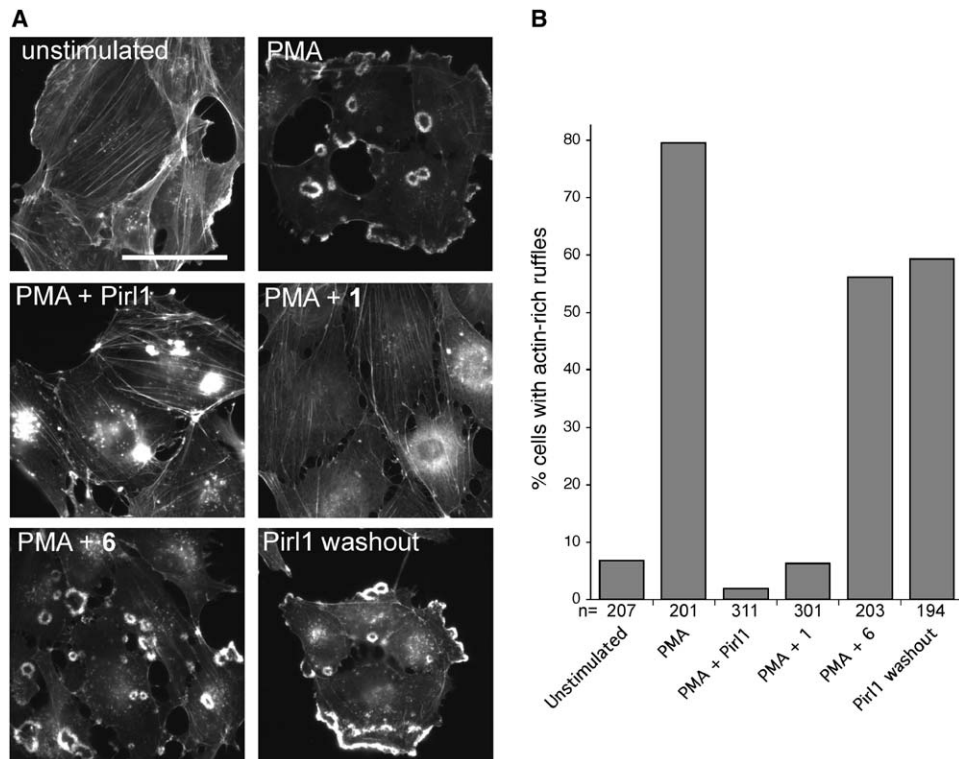 A
unstimulated
PMA
PMA + Pirl1
PMA + 1
PMA + 6
Pirl1 washout
B
% cells with actin-rich ruffles
80
70
60
50
40
30
20
10
0
n= 207 201 311 301 203 194
Unstimulated
PMA
PMA + Pirl1
PMA + 1
PMA + 6
Pirl1 washout